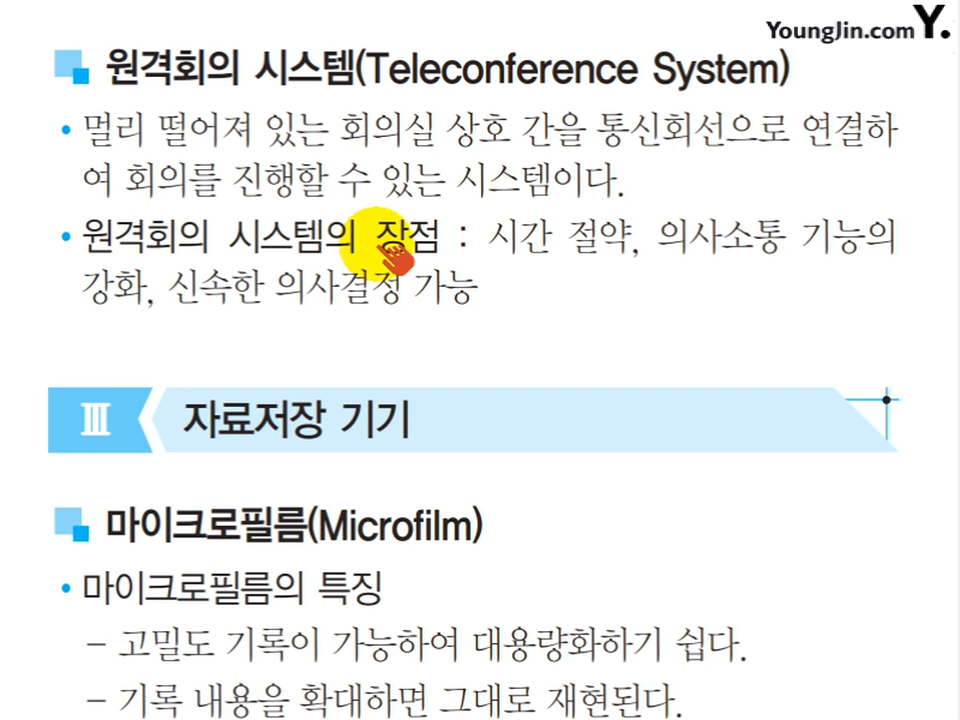 YoungJin.com Y.
원격회의 시스템(Teleconference System)
• 멀리 떨어져 있는 회의실 상호 간을 통신회선으로 연결하
여 회의를 진행할 수 있는 시스템이다.
• 원격회의 시스템의 장점 : 시간 절약, 의사소통 기능의
강화, 신속한 의사결정 가능
Ⅲ 자료저장 기기
마이크로필름(Microfilm)
• 마이크로필름의 특징
– 고밀도 기록이 가능하여 대용량화하기 쉽다.
– 기록 내용을 확대하면 그대로 재현된다.